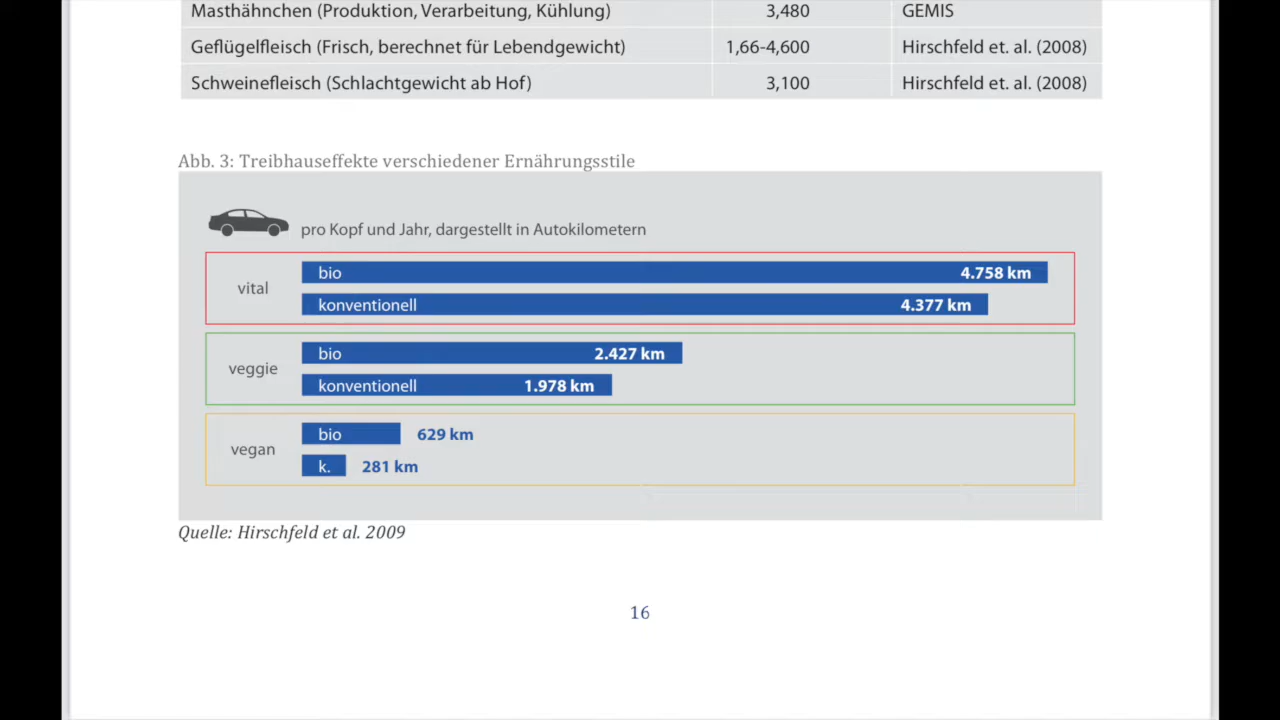 Masthähnchen (Produktion, Verarbeitung, Kühlung) 3,480 GEMIS
Geflügelfleisch (Frisch, berechnet für Lebendgewicht) 1,66-4,600 Hirschfeld et. al. (2008)
Schweinefleisch (Schlachtgewicht ab Hof) 3,100 Hirschfeld et. al. (2008)
Abb. 3: Treibhauseffekte verschiedener Ernährungsstile
pro Kopf und Jahr, dargestellt in Autokilometern
vital
bio 4.758 km
konventionell 4.377 km
veggie
bio 2.427 km
konventionell 1.978 km
vegan
bio 629 km
k. 281 km
Quelle: Hirschfeld et al. 2009
16